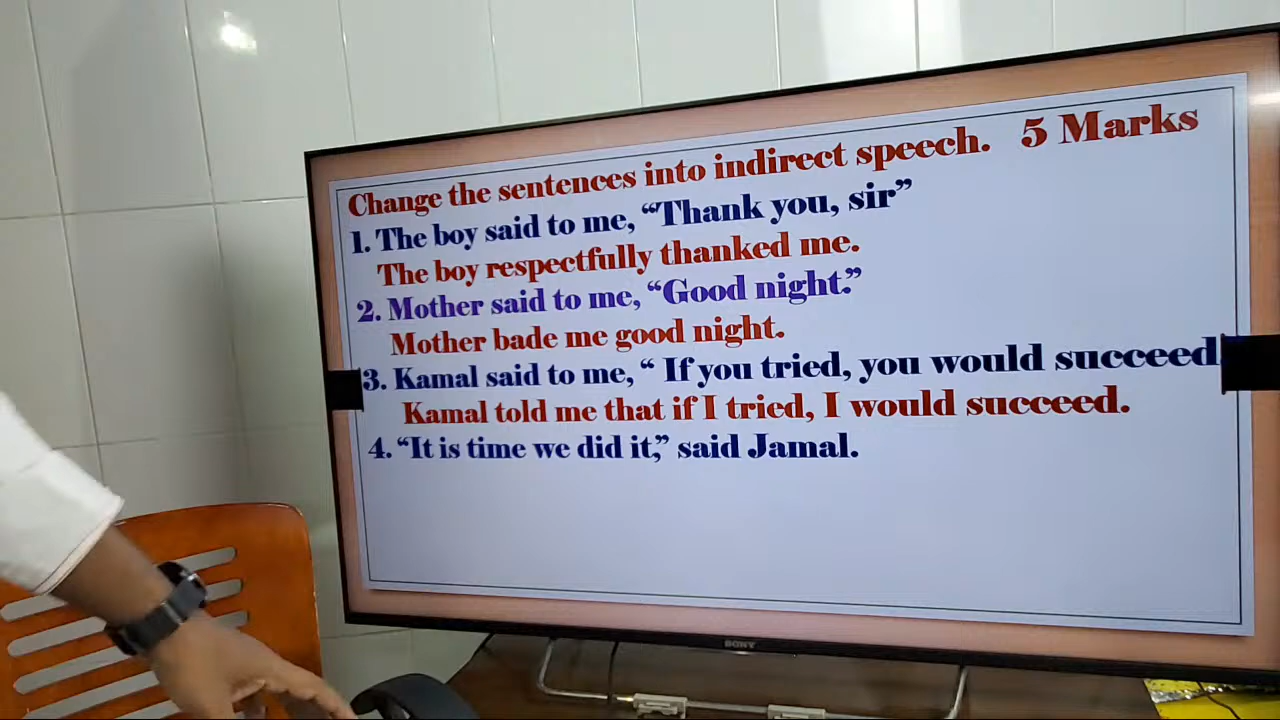 Change the sentences into indirect speech. 5 Marks
1. The boy said to me, “Thank you, sir”
The boy respectfully thanked me.
2. Mother said to me, “Good night.”
Mother bade me good night.
3. Kamal said to me, “ If you tried, you would succeed
Kamal told me that if I tried, I would succeed.
4. “It is time we did it,” said Jamal.
SONY